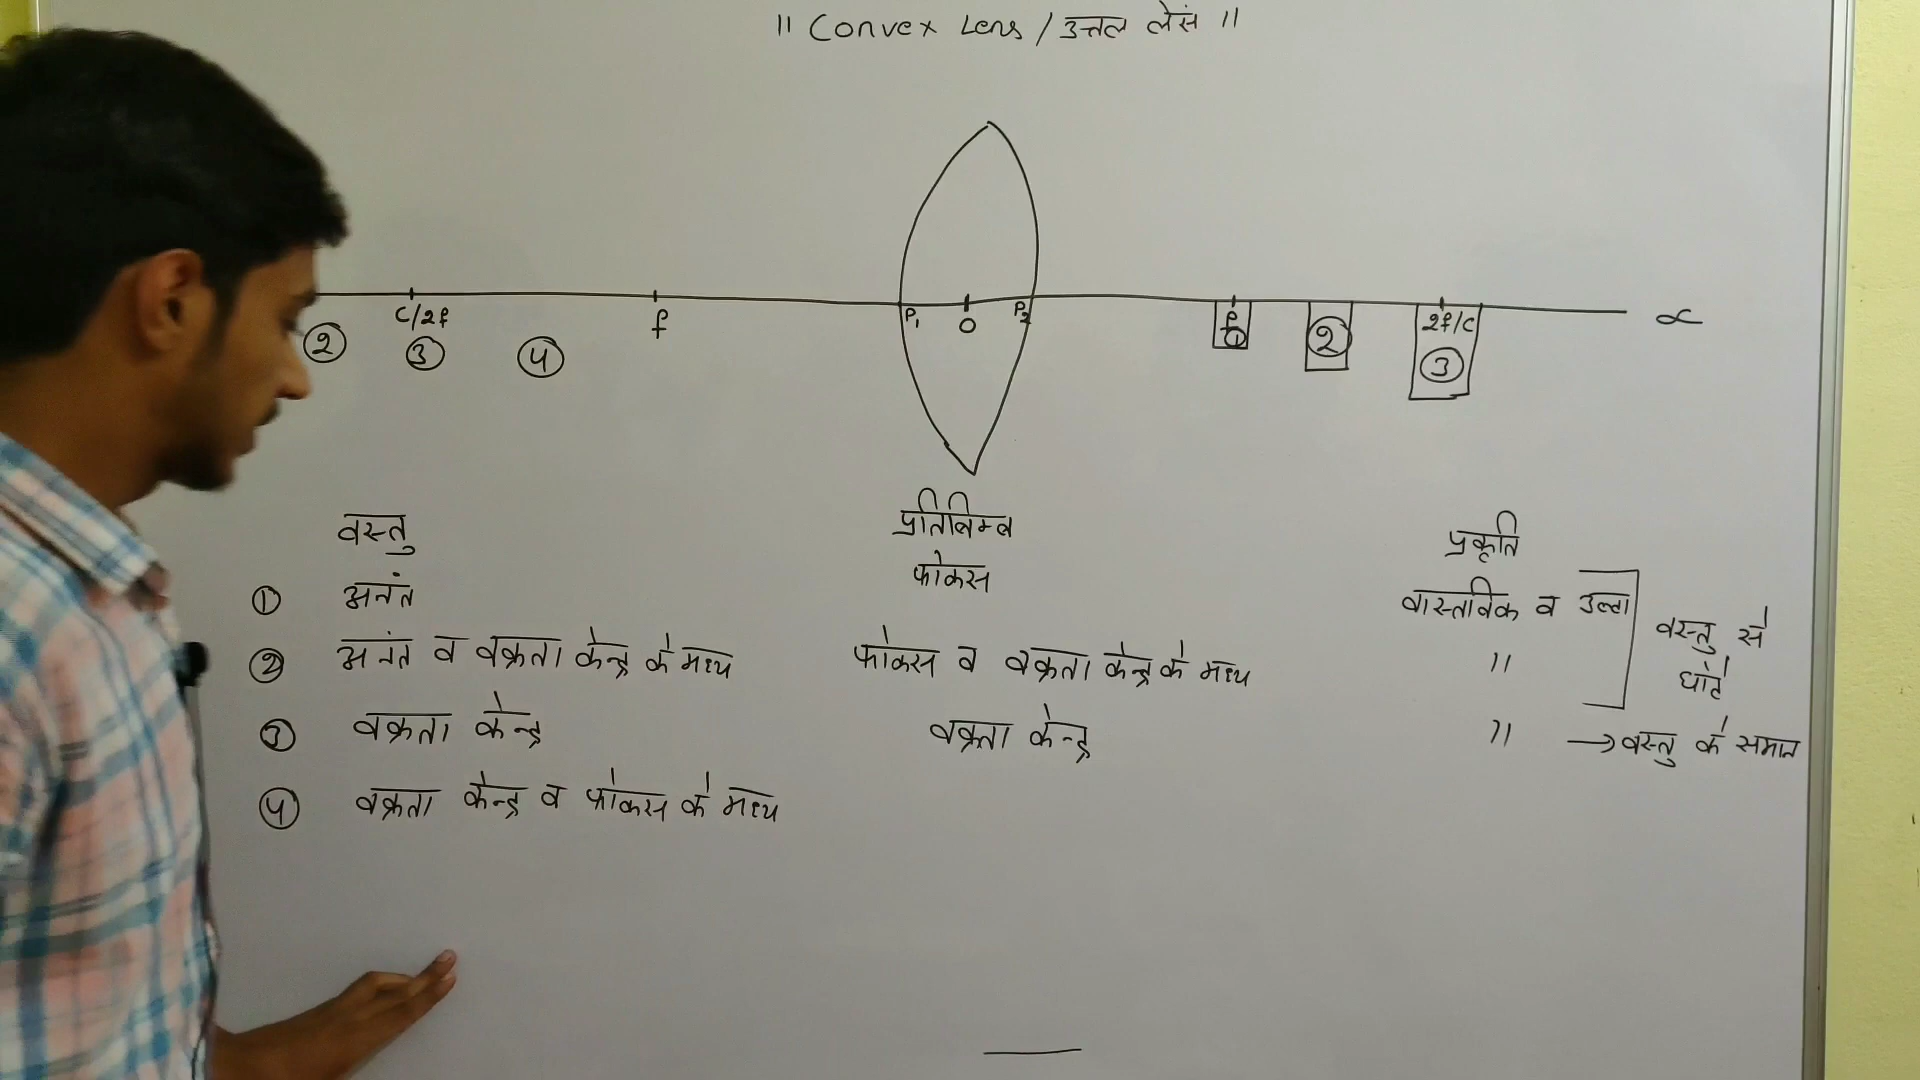 || Convex Lens / उत्तल लेसं ||
C/2f f P₁ O P₂ f 2f/C ∝
② ③ ④ ① ② ③
वस्तु प्रतिबिम्ब प्रकृति
① अनंत फोकस वास्तविक व उल्टा
② अनंत व वक्रता केन्द्र के मध्य फोकस व वक्रता केन्द्र के मध्य "
वस्तु से
छोटे
③ वक्रता केन्द्र वक्रता केन्द्र " → वस्तु के समान
④ वक्रता केन्द्र व फोकस के मध्य